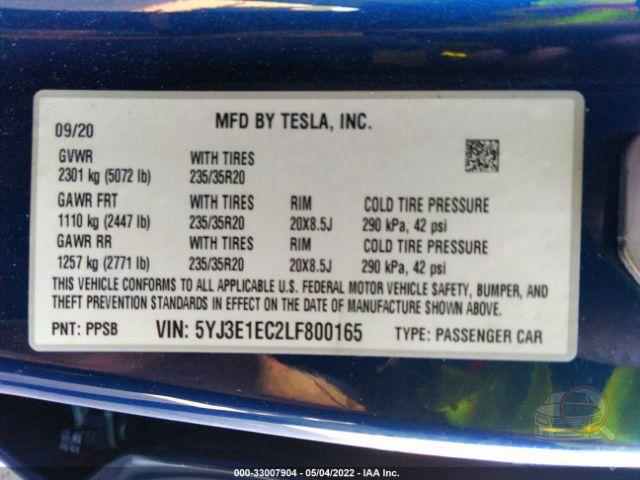 09/20 MFD BY TESLA, INC.
GVWR WITH TIRES
2301 kg (5072 lb) 235/35R20
GAWR FRT WITH TIRES RIM COLD TIRE PRESSURE
1110 kg (2447 lb) 235/35R20 20X8.5J 290 kPa, 42 psi
GAWR RR WITH TIRES RIM COLD TIRE PRESSURE
1257 kg (2771 lb) 235/35R20 20X8.5J 290 kPa, 42 psi
THIS VEHICLE CONFORMS TO ALL APPLICABLE U.S. FEDERAL MOTOR VEHICLE SAFETY, BUMPER, AND
THEFT PREVENTION STANDARDS IN EFFECT ON THE DATE OF MANUFACTURE SHOWN ABOVE.
PNT: PPSB VIN: 5YJ3E1EC2LF800165 TYPE: PASSENGER CAR
000-33007904 - 05/04/2022 - IAA Inc.